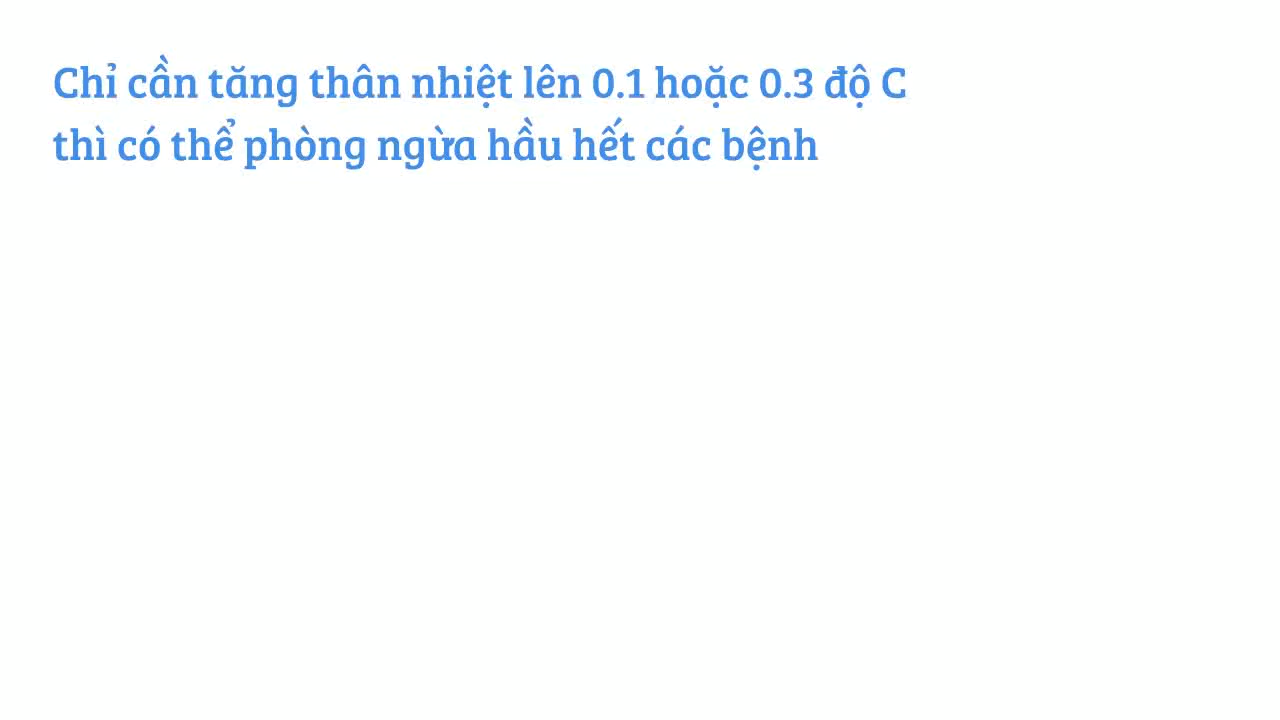 Chỉ cần tăng thân nhiệt lên 0.1 hoặc 0.3 độ C
thì có thể phòng ngừa hầu hết các bệnh